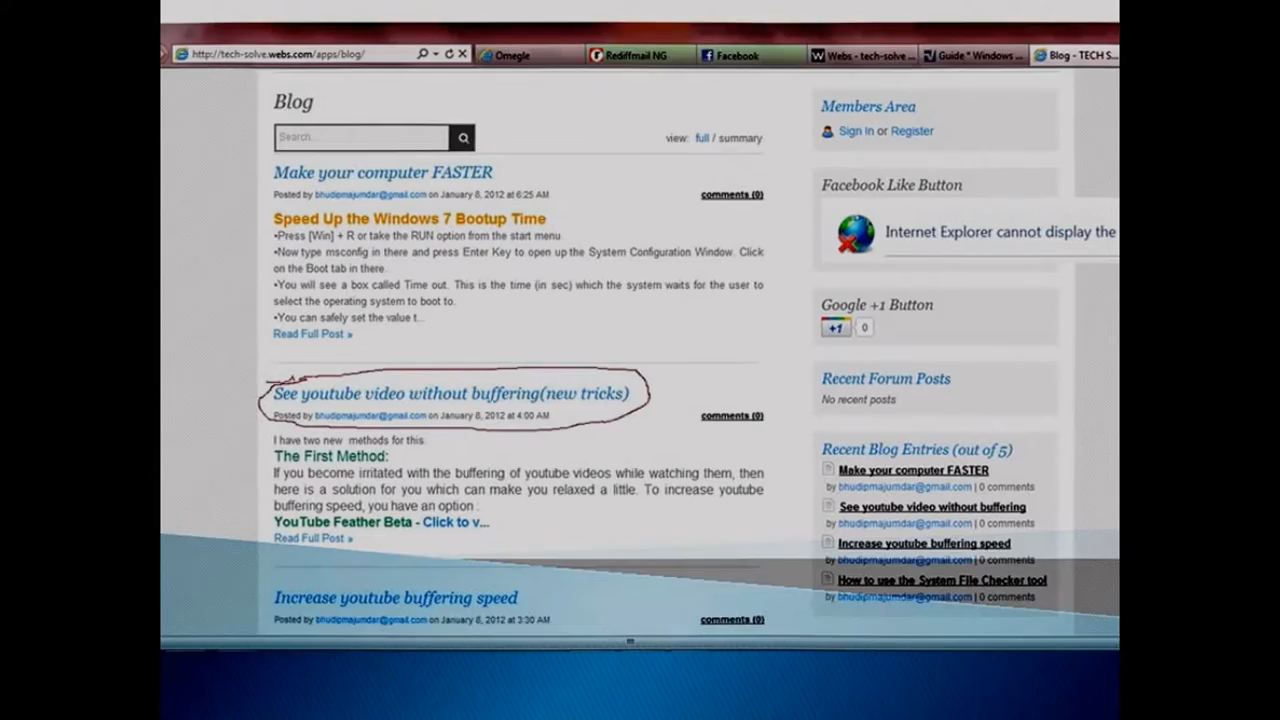 http://tech-solve.webs.com/apps/blog/
Omegle
Rediffmail NG
Facebook
Webs - tech-solve ...
Guide * Windows ...
Blog - TECH S...
Blog
Search...
view: full / summary
Make your computer FASTER
Posted by bhudipmajumdar@gmail.com on January 8, 2012 at 6:25 AM
comments (0)
Speed Up the Windows 7 Bootup Time
•Press [Win] + R or take the RUN option from the start menu
•Now type msconfig in there and press Enter Key to open up the System Configuration Window. Click
on the Boot tab in there.
•You will see a box called Time out. This is the time (in sec) which the system waits for the user to
select the operating system to boot to.
•You can safely set the value t...
Read Full Post »
See youtube video without buffering(new tricks)
Posted by bhudipmajumdar@gmail.com on January 8, 2012 at 4:00 AM
comments (0)
I have two new methods for this.
The First Method:
If you become irritated with the buffering of youtube videos while watching them, then
here is a solution for you which can make you relaxed a little. To increase youtube
buffering speed, you have an option :
YouTube Feather Beta - Click to v...
Read Full Post »
Increase youtube buffering speed
Posted by bhudipmajumdar@gmail.com on January 8, 2012 at 3:30 AM
comments (0)
Members Area
Sign In or Register
Facebook Like Button
Internet Explorer cannot display the
Google +1 Button
+1
0
Recent Forum Posts
No recent posts
Recent Blog Entries (out of 5)
Make your computer FASTER
by bhudipmajumdar@gmail.com | 0 comments
See youtube video without buffering
by bhudipmajumdar@gmail.com | 0 comments
Increase youtube buffering speed
by bhudipmajumdar@gmail.com | 0 comments
How to use the System File Checker tool
by bhudipmajumdar@gmail.com | 0 comments